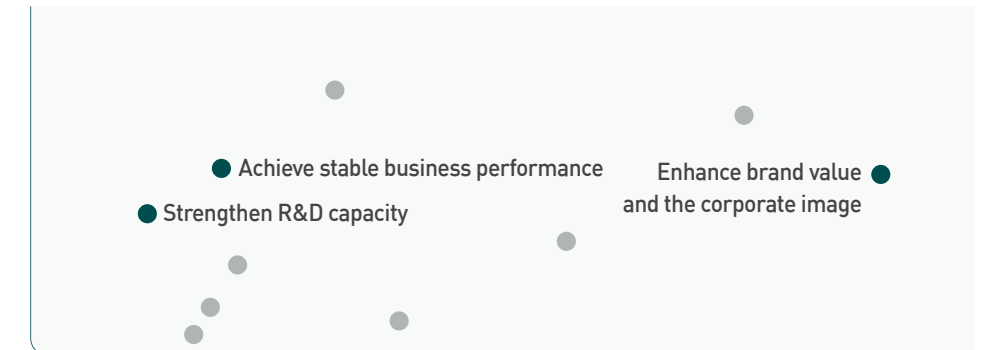 Achieve stable business performance
Enhance brand value
and the corporate image
Strengthen R&D capacity